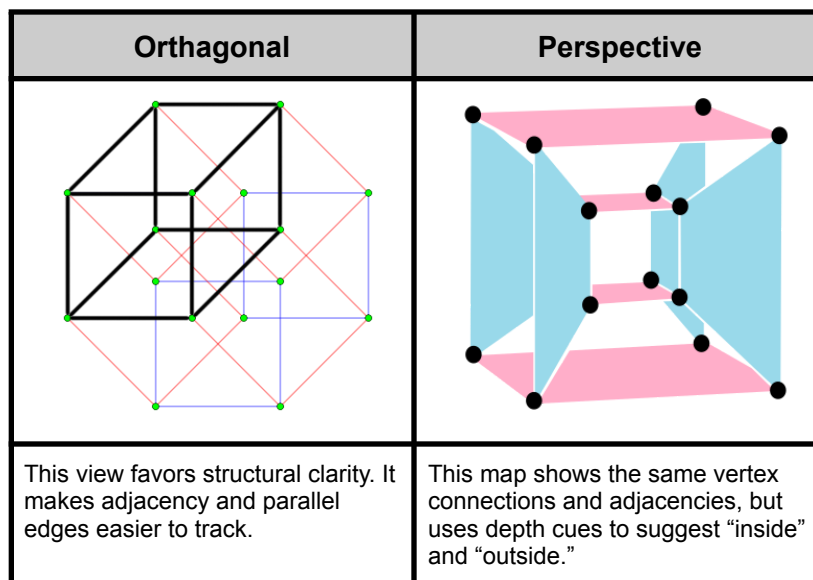 Orthagonal
Perspective
This view favors structural clarity. It
makes adjacency and parallel
edges easier to track.
This map shows the same vertex
connections and adjacencies, but
uses depth cues to suggest “inside”
and “outside.”